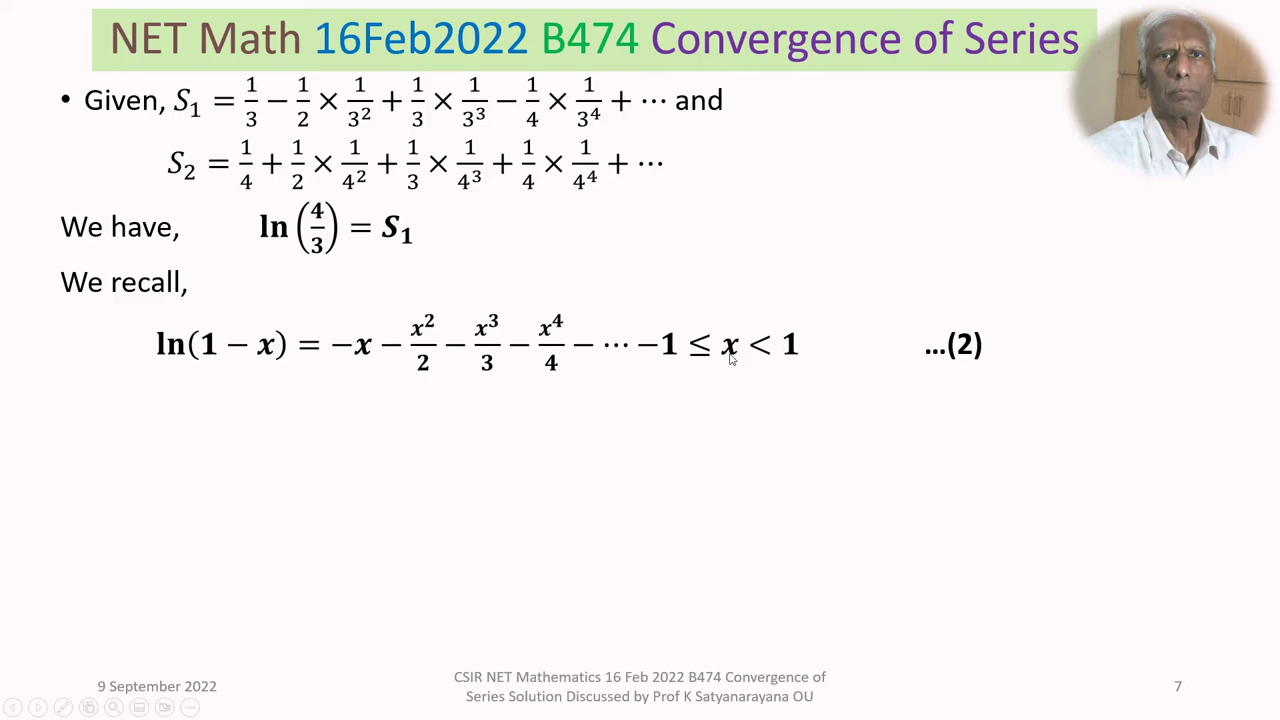 NET Math 16Feb2022 B474 Convergence of Series
• Given, S₁ = 1/3 − 1/2 × 1/3² + 1/3 × 1/3³ − 1/4 × 1/3⁴ + ⋯ and
S₂ = 1/4 + 1/2 × 1/4² + 1/3 × 1/4³ + 1/4 × 1/4⁴ + ⋯
We have, ln(4/3) = S₁
We recall,
ln(1 − x) = −x − x²/2 − x³/3 − x⁴/4 − ⋯ −1 ≤ x < 1 ...(2)
9 September 2022
CSIR NET Mathematics 16 Feb 2022 B474 Convergence of
Series Solution Discussed by Prof K Satyanarayana OU
7